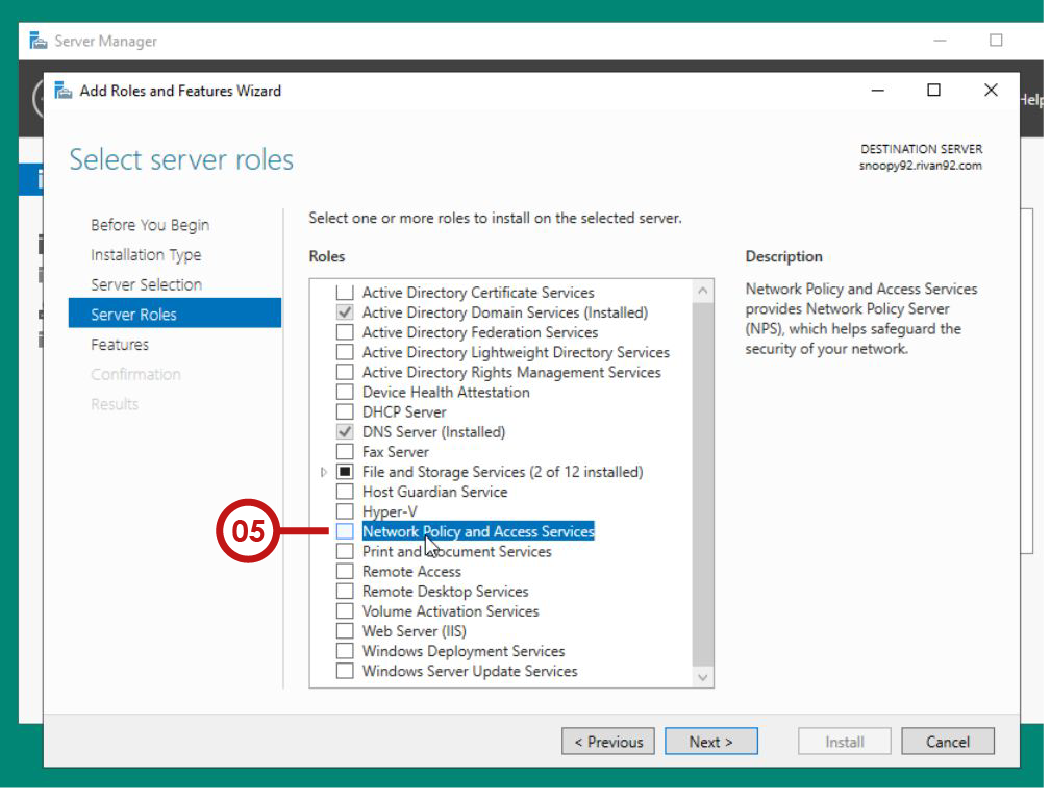 Server Manager
Add Roles and Features Wizard
Help
Select server roles
DESTINATION SERVER
snoopy92.rivan92.com
Before You Begin
Installation Type
Server Selection
Server Roles
Features
Confirmation
Results
Select one or more roles to install on the selected server.
Roles
Active Directory Certificate Services
Active Directory Domain Services (Installed)
Active Directory Federation Services
Active Directory Lightweight Directory Services
Active Directory Rights Management Services
Device Health Attestation
DHCP Server
DNS Server (Installed)
Fax Server
File and Storage Services (2 of 12 installed)
Host Guardian Service
Hyper-V
05
Network Policy and Access Services
Print and Document Services
Remote Access
Remote Desktop Services
Volume Activation Services
Web Server (IIS)
Windows Deployment Services
Windows Server Update Services
Description
Network Policy and Access Services
provides Network Policy Server
(NPS), which helps safeguard the
security of your network.
< Previous
Next >
Install
Cancel